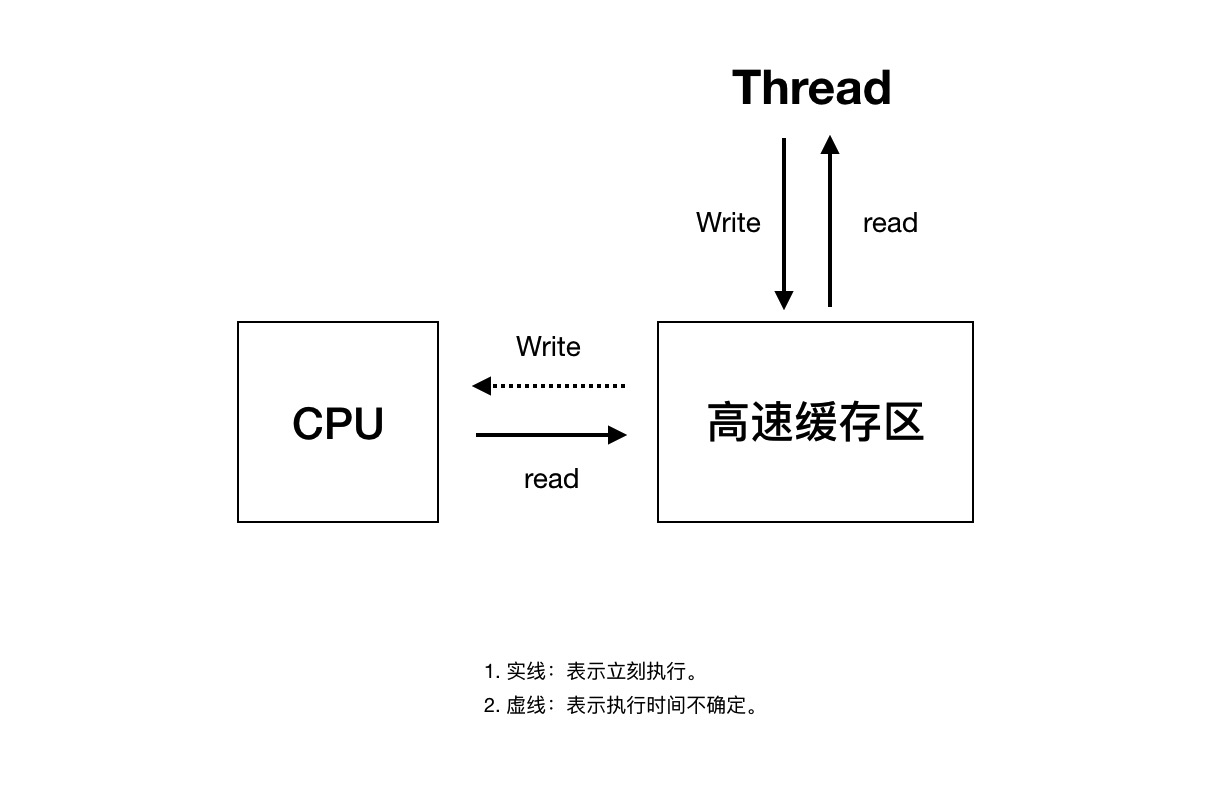 Thread
Write
read
Write
CPU
高速缓存区
read
1. 实线：表示立刻执行。
2. 虚线：表示执行时间不确定。